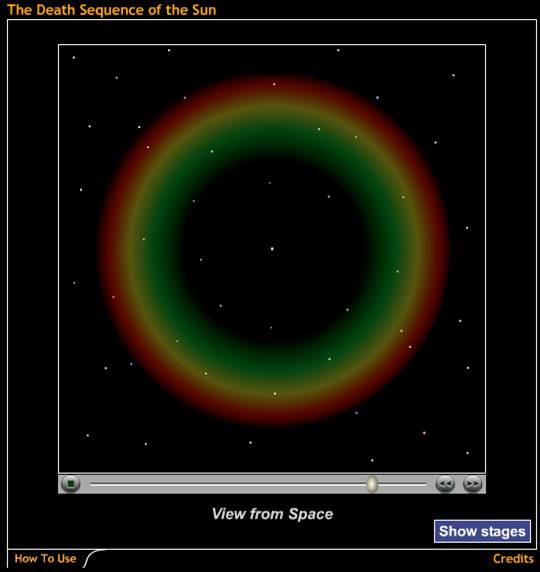 The Death Sequence of the Sun
View from Space
Show stages
How To Use
Credits